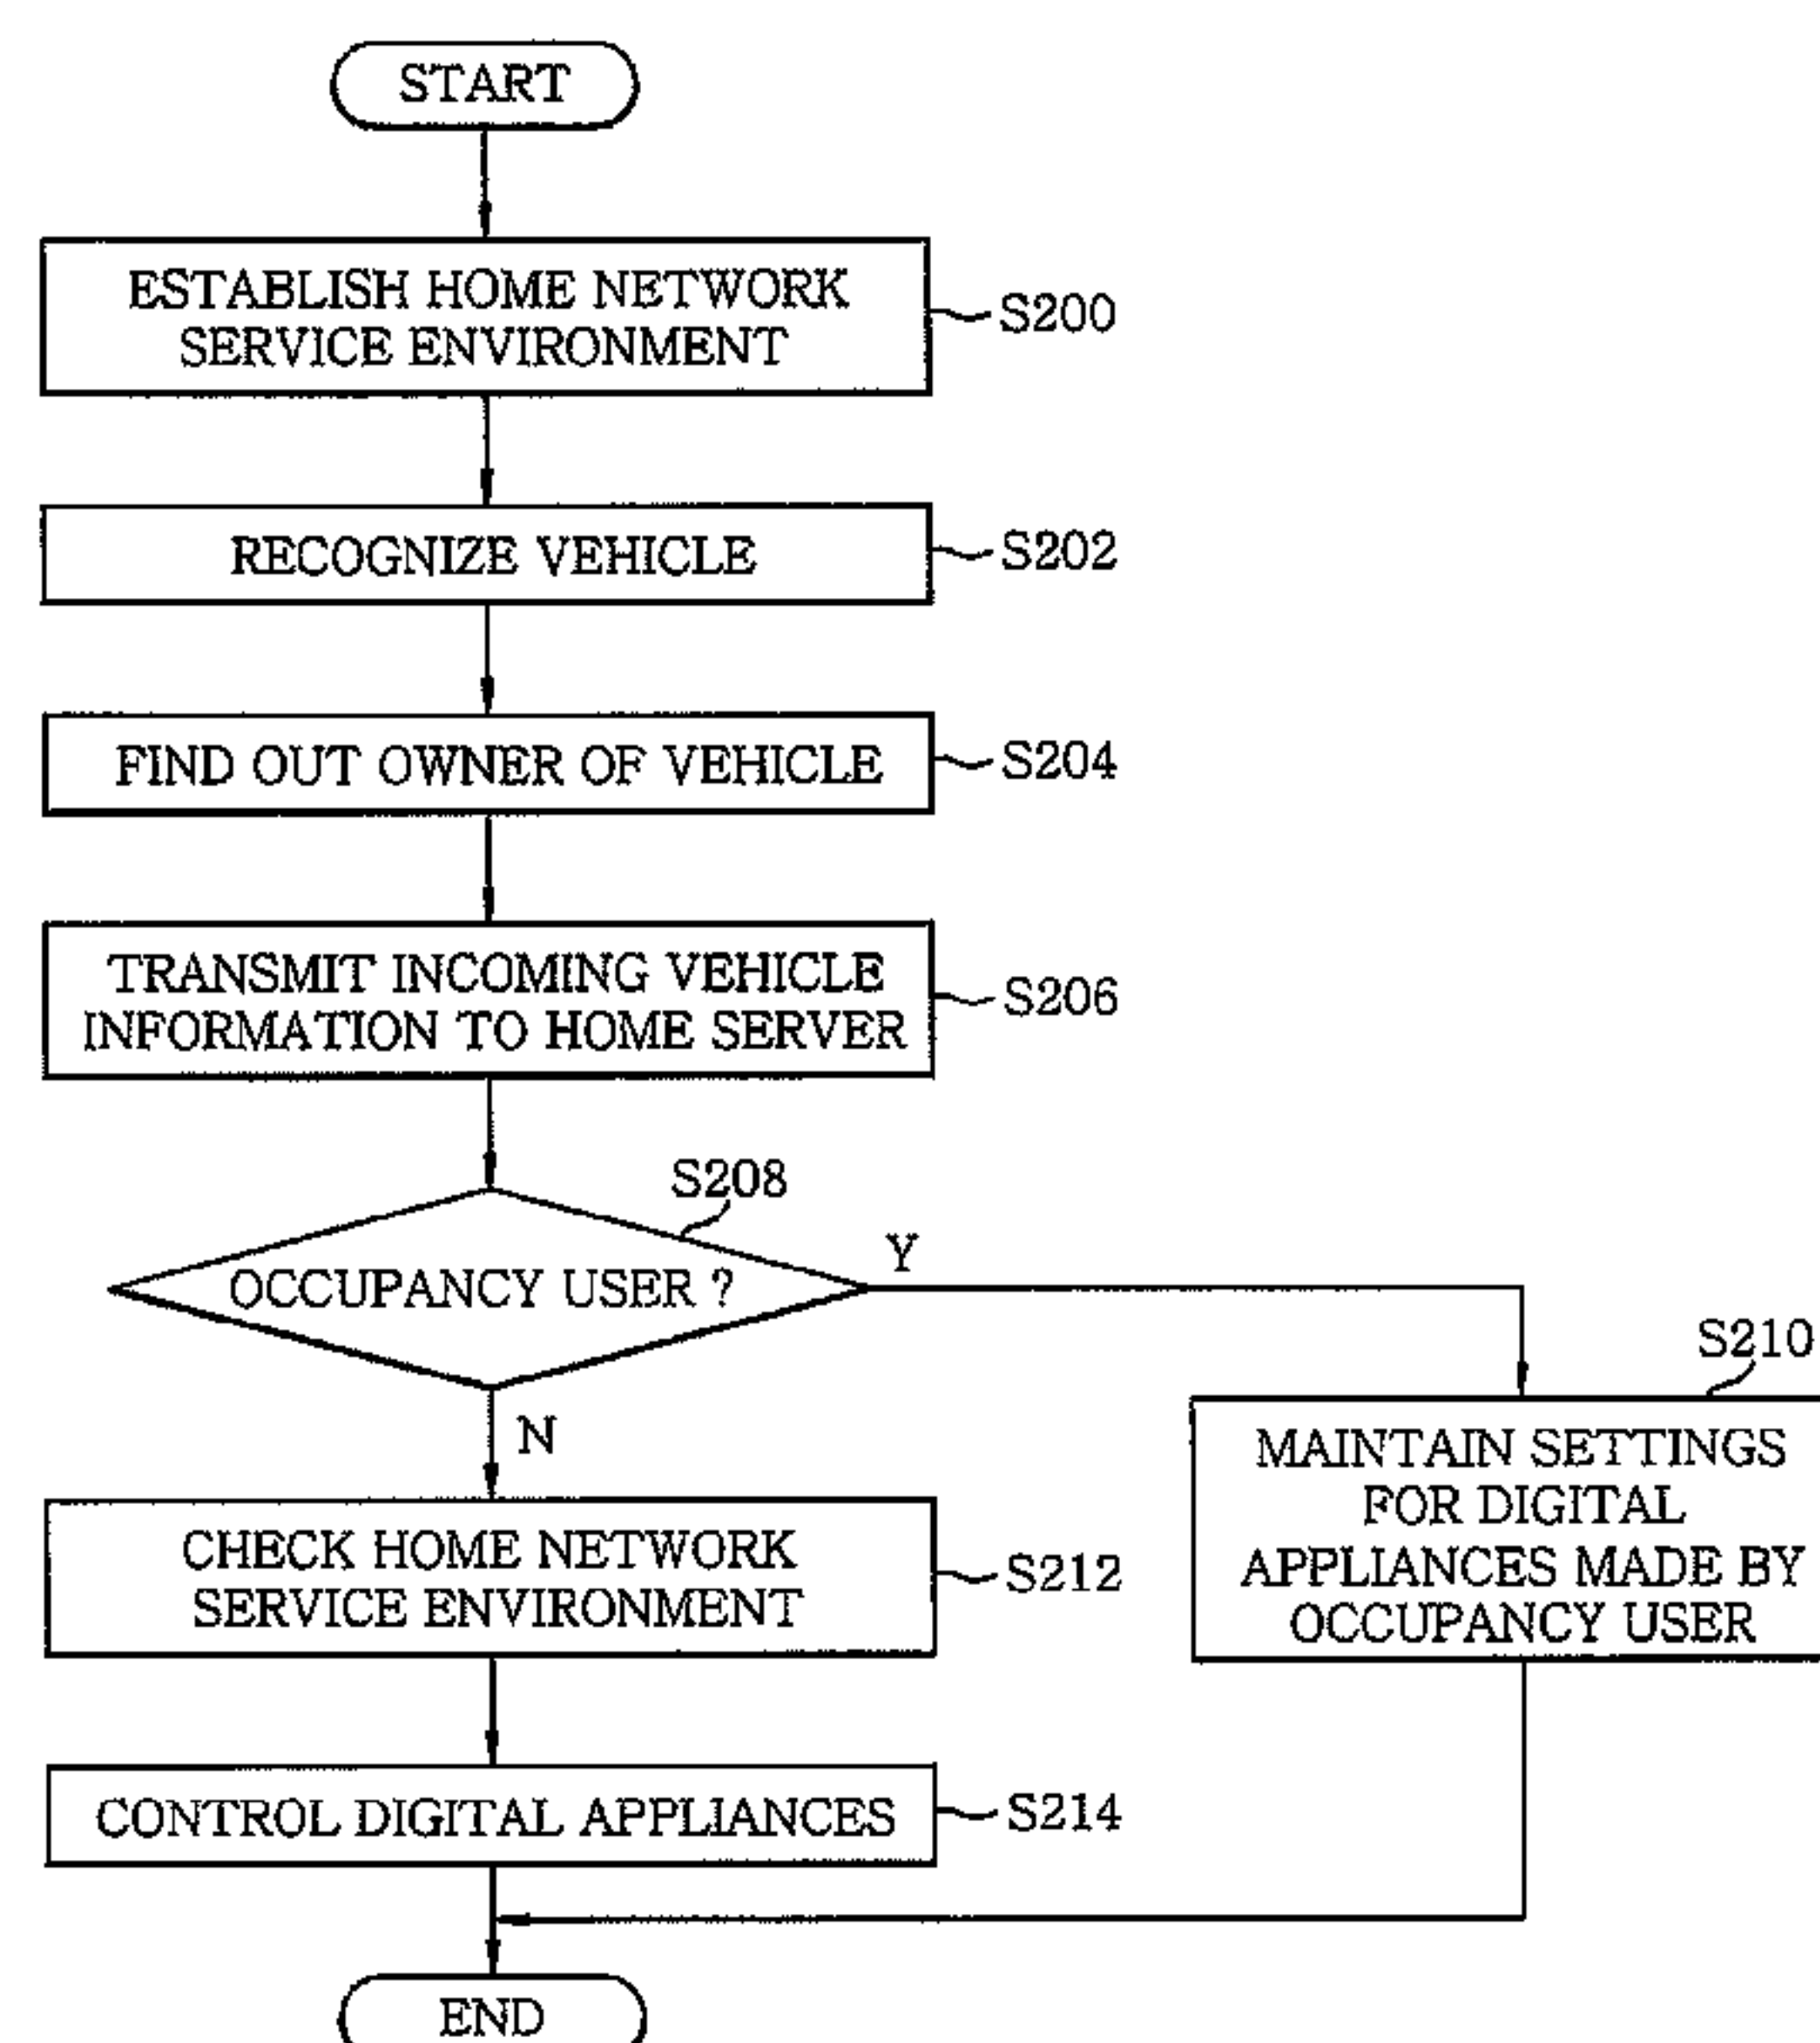 START
ESTABLISH HOME NETWORK
SERVICE ENVIRONMENT
S200
RECOGNIZE VEHICLE
S202
FIND OUT OWNER OF VEHICLE
S204
TRANSMIT INCOMING VEHICLE
INFORMATION TO HOME SERVER
S206
S208
OCCUPANCY USER ?
Y
N
S210
MAINTAIN SETTINGS
FOR DIGITAL
APPLIANCES MADE BY
OCCUPANCY USER
CHECK HOME NETWORK
SERVICE ENVIRONMENT
S212
CONTROL DIGITAL APPLIANCES
S214
END